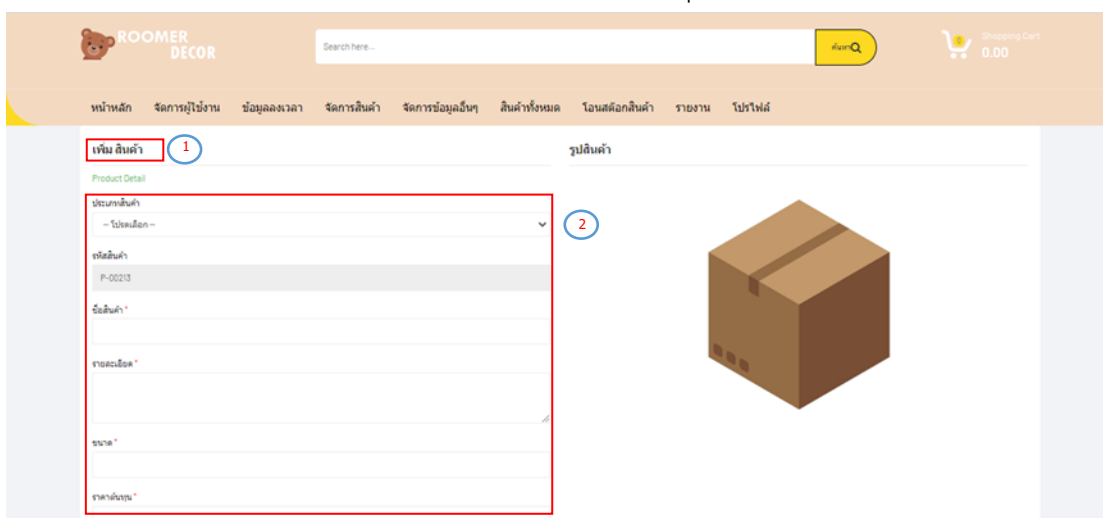 ROOMER
DECOR
Search here...
ค้นหา
0
Shopping Cart
0.00
หน้าหลัก จัดการผู้ใช้งาน ข้อมูลลงเวลา จัดการสินค้า จัดการข้อมูลอื่นๆ สินค้าทั้งหมด โอนสต๊อกสินค้า รายงาน โปรไฟล์
เพิ่ม สินค้า
1
รูปสินค้า
Product Detail
ประเภทสินค้า
-- โปรดเลือก --
2
รหัสสินค้า
P-00213
ชื่อสินค้า *
รายละเอียด *
ขนาด *
ราคาต้นทุน *